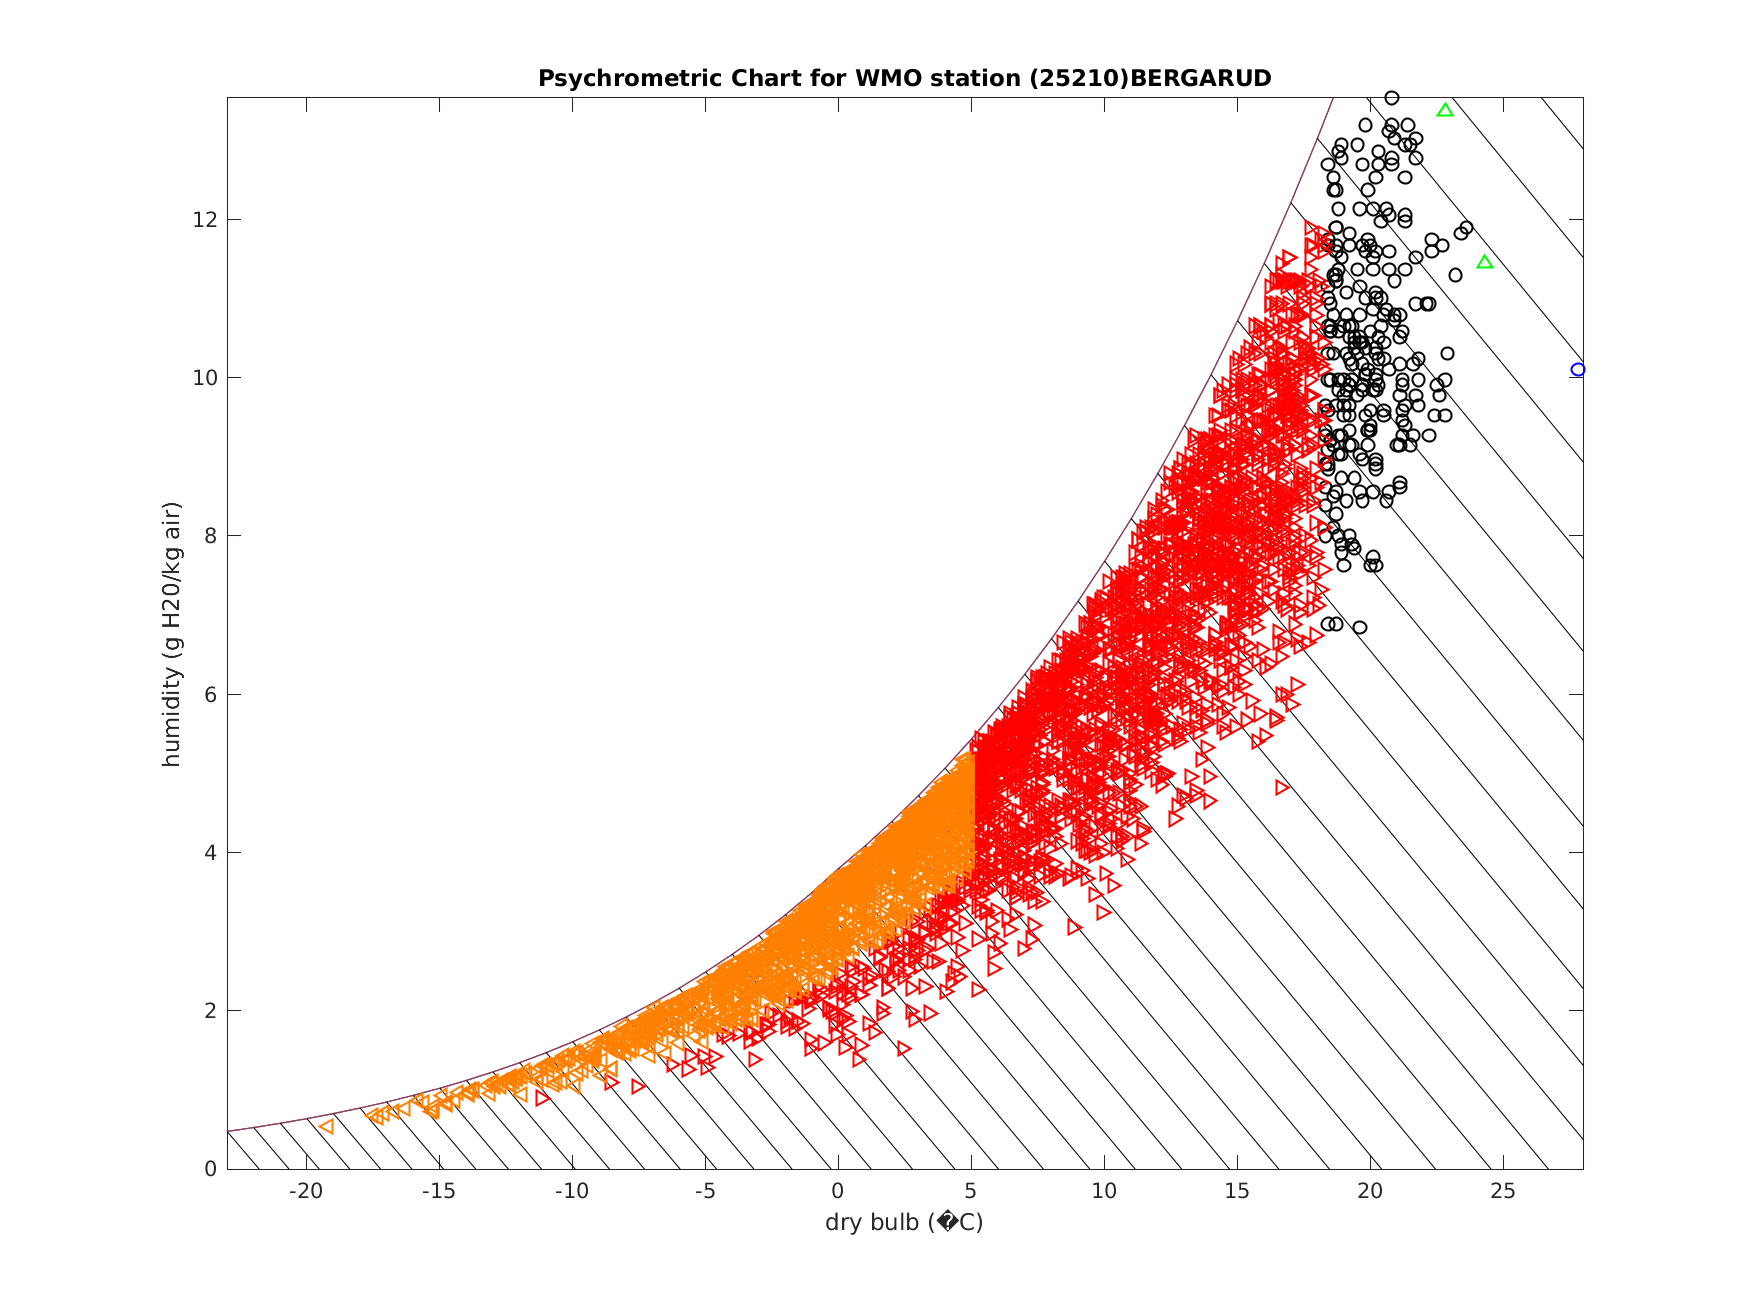 Psychrometric Chart for WMO station (25210)BERGARUD
humidity (g H20/kg air)
12
10
8
6
4
2
0
-20 -15 -10 -5 0 5 10 15 20 25
dry bulb (�C)